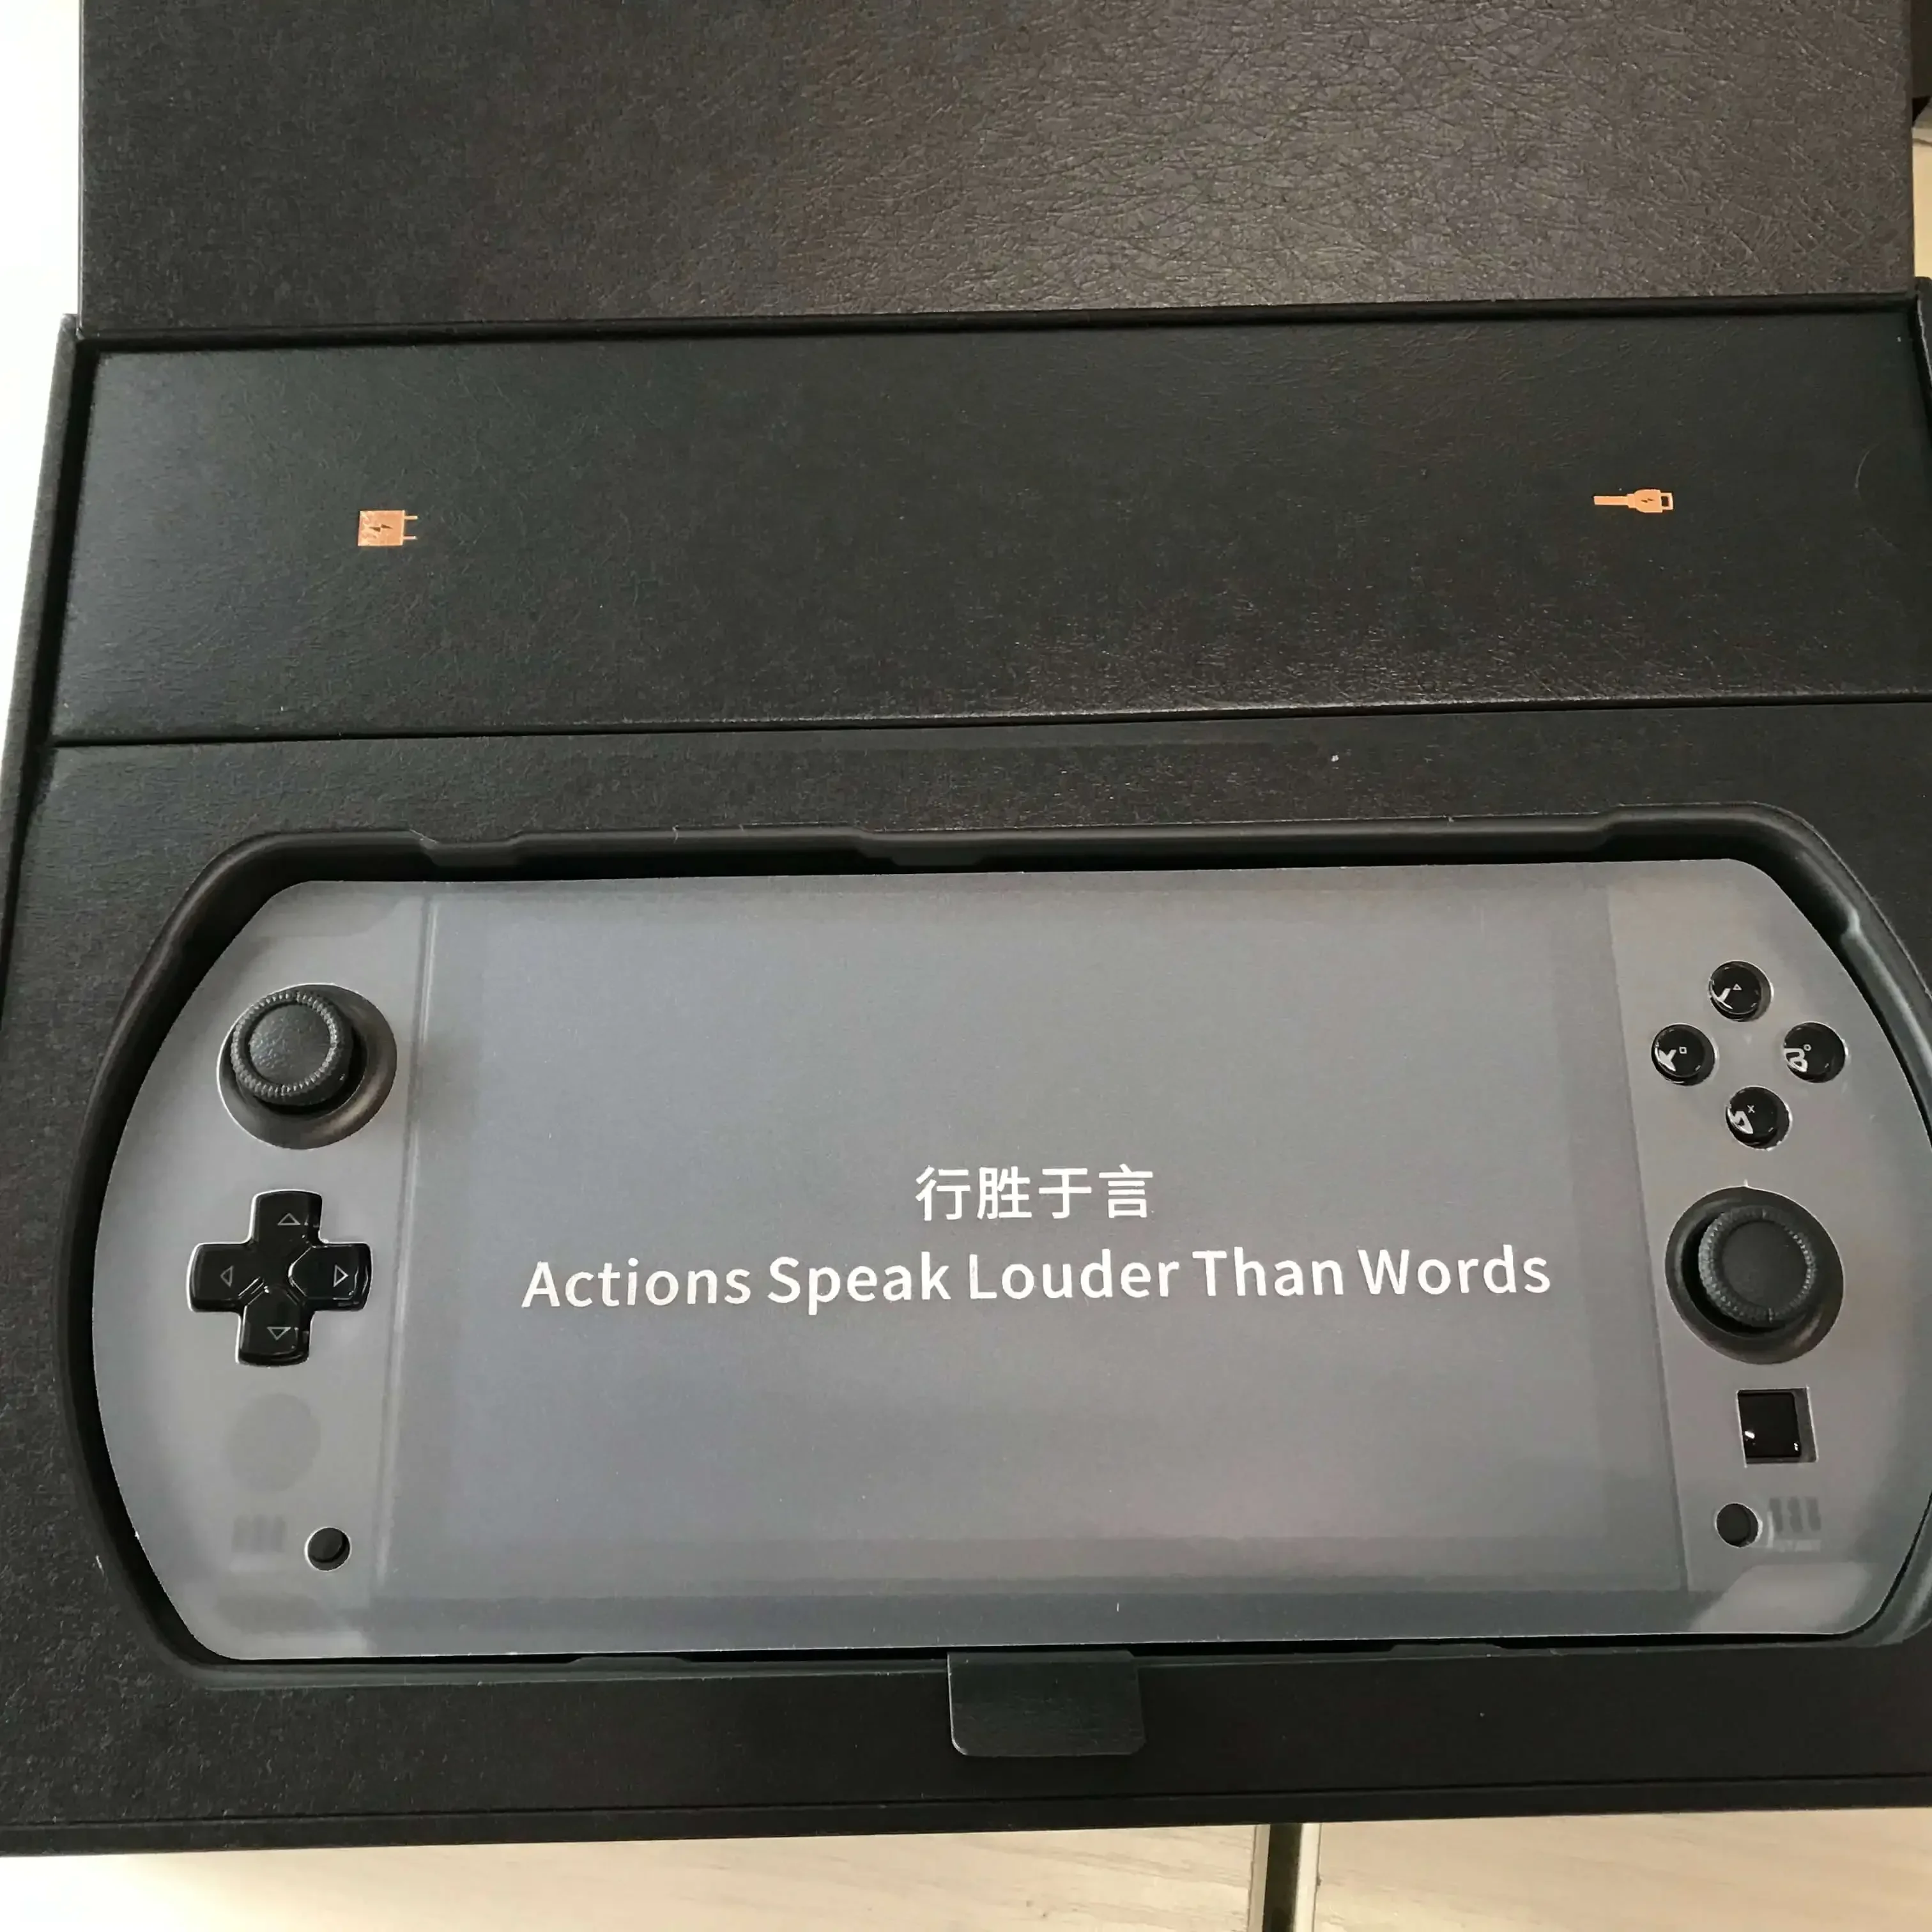 行胜于言
Actions Speak Louder Than Words
Y
X B
A